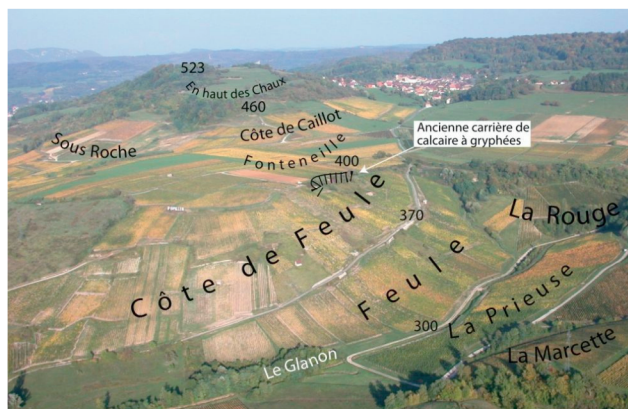 523
En haut des Chaux
460
Côte de Caillot
Sous Roche
Fonteneille
Ancienne carrière de
calcaire à gryphées
400
Côte de Feule
370
La Rouge
Feule
300
La Prieuse
Le Glanon
La Marcette